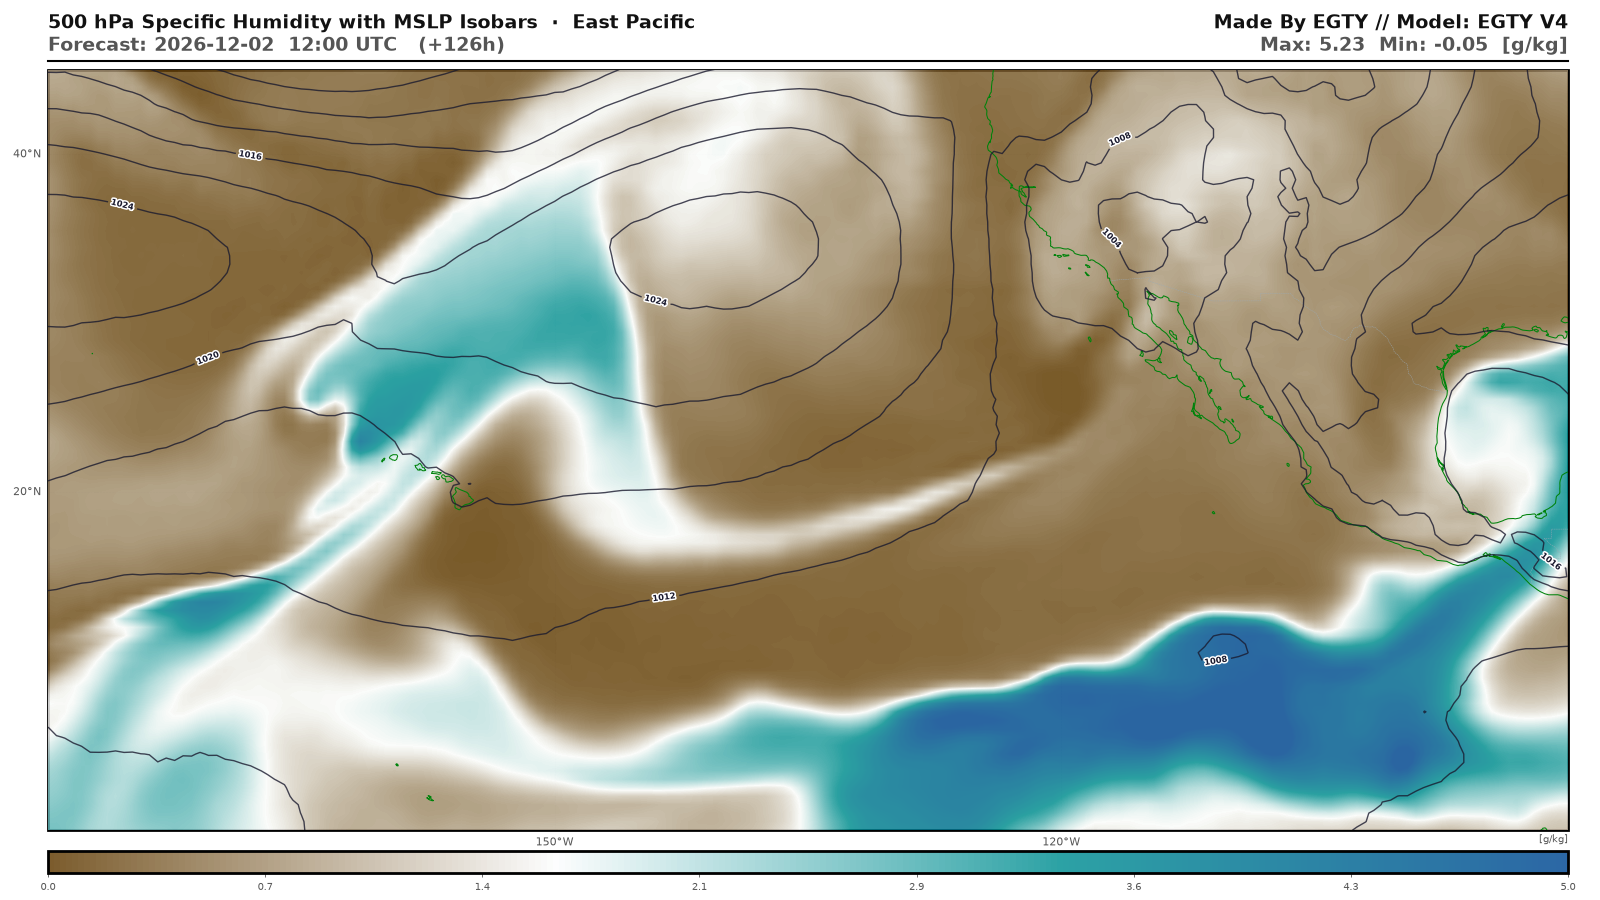 500 hPa Specific Humidity with MSLP Isobars · East Pacific
Made By EGTY // Model: EGTY V4
Forecast: 2026-12-02 12:00 UTC (+126h)
Max: 5.23 Min: -0.05 [g/kg]
40°N
20°N
1016
1024
1020
1024
1008
1004
1012
1008
1016
150°W
120°W
[g/kg]
0.0
0.7
1.4
2.1
2.9
3.6
4.3
5.0